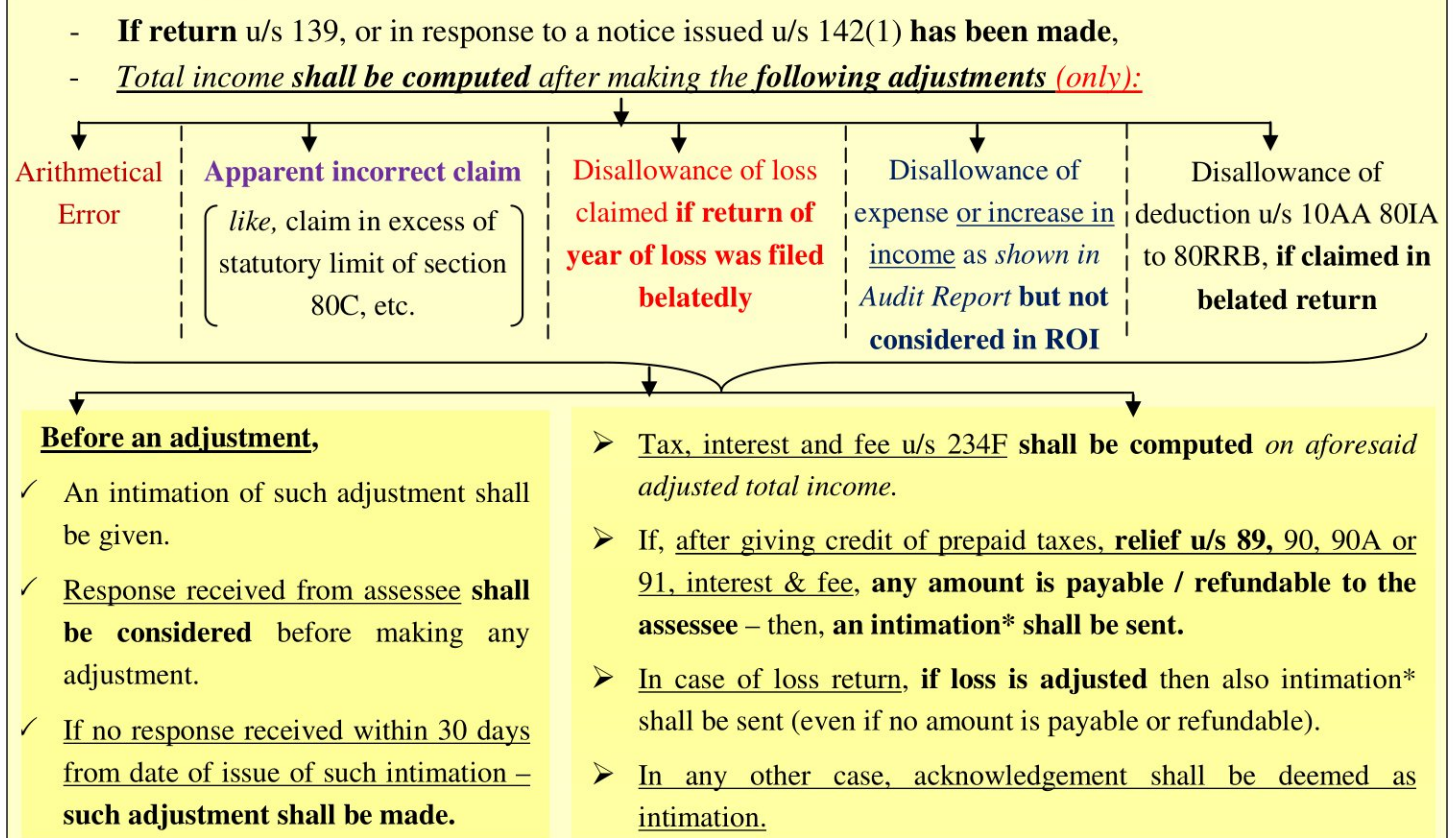 - If return u/s 139, or in response to a notice issued u/s 142(1) has been made,
- Total income shall be computed after making the following adjustments (only):
Arithmetical
Error
Apparent incorrect claim
like, claim in excess of
statutory limit of section
80C, etc.
Disallowance of loss
claimed if return of
year of loss was filed
belatedly
Disallowance of
expense or increase in
income as shown in
Audit Report but not
considered in ROI
Disallowance of
deduction u/s 10AA 80IA
to 80RRB, if claimed in
belated return
Before an adjustment,
✓ An intimation of such adjustment shall
be given.
✓ Response received from assessee shall
be considered before making any
adjustment.
✓ If no response received within 30 days
from date of issue of such intimation –
such adjustment shall be made.
➢ Tax, interest and fee u/s 234F shall be computed on aforesaid
adjusted total income.
➢ If, after giving credit of prepaid taxes, relief u/s 89, 90, 90A or
91, interest & fee, any amount is payable / refundable to the
assessee – then, an intimation* shall be sent.
➢ In case of loss return, if loss is adjusted then also intimation*
shall be sent (even if no amount is payable or refundable).
➢ In any other case, acknowledgement shall be deemed as
intimation.